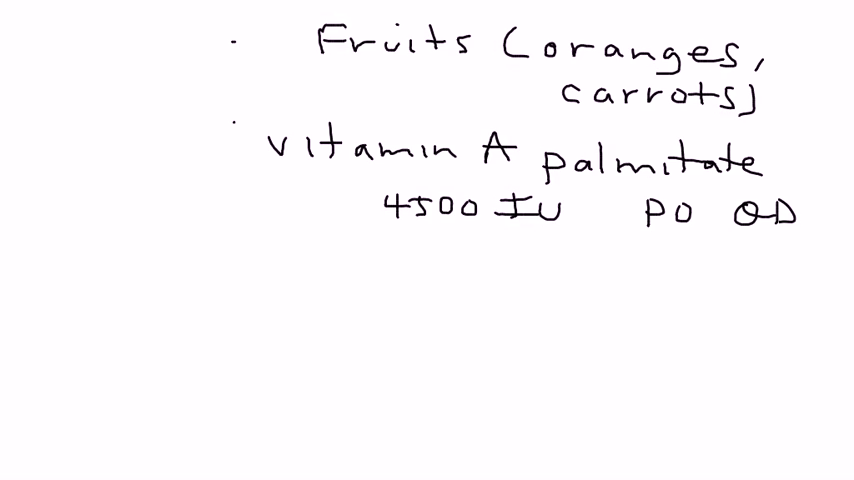 · Fruits (oranges,
carrots)
· vitamin A palmitate
4500 IU PO OD